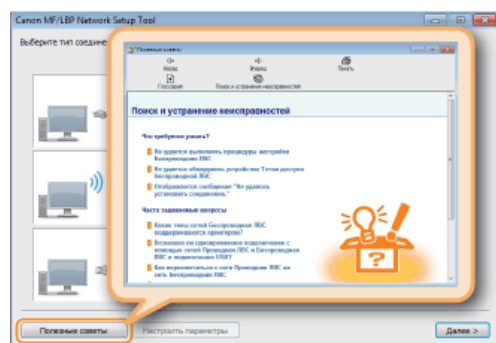 Canon MF/LBP Network Setup Tool
Выберите тип соедине
Полезные советы
Назад
Вперед
Печать
Глоссарий
Поиск и устранение неисправностей
Поиск и устранение неисправностей
Что требуется узнать?
Не удается выполнить процедуры настройки
Беспроводная ЛВС
Не удается обнаружить устройство Точка доступа
беспроводной ЛВС
Отображается сообщение "Не удалось
установить соединение."
Часто задаваемые вопросы
Какие типы сетей Беспроводная ЛВС
поддерживаются принтером?
Возможно ли одновременное подключение с
помощью сетей Проводная ЛВС и Беспроводная
ЛВС и подключения USB?
Как переключиться с сети Проводная ЛВС на
сеть Беспроводная ЛВС
?
Полезные советы
Настроить параметры
Далее >